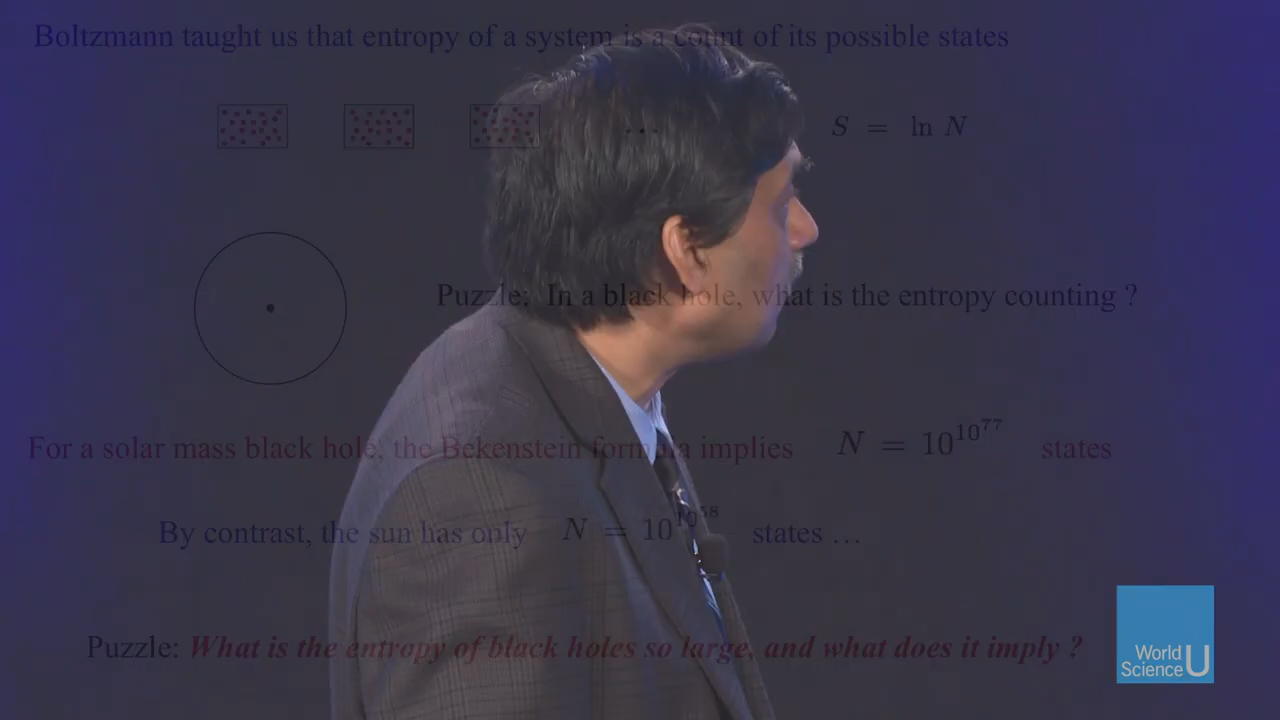 Boltzmann taught us that entropy of a system is a count of its possible states
... S = ln N
Puzzle: In a black hole, what is the entropy counting ?
For a solar mass black hole, the Bekenstein formula implies N = 10^{10^{77}} states
By contrast, the sun has only N = 10^{10^{58}} states ...
Puzzle: What is the entropy of black holes so large, and what does it imply ?
World
Science U